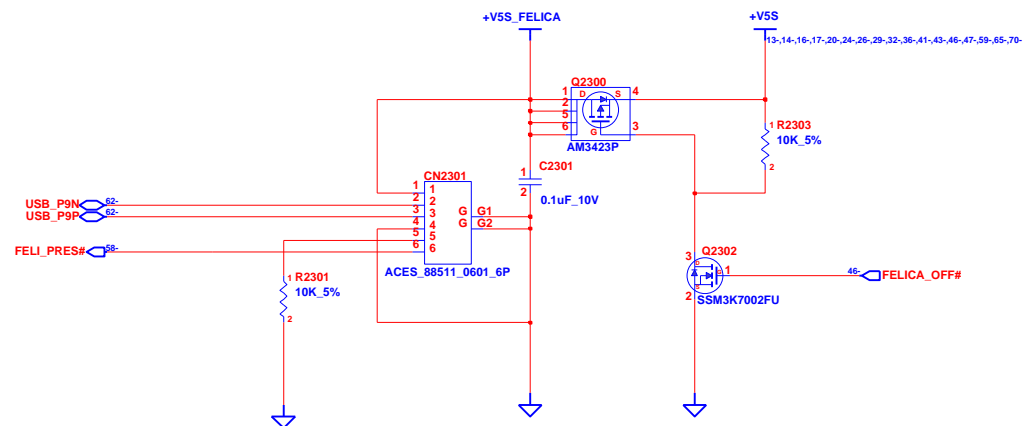 +V5S_FELICA
+V5S
13-,14-,16-,17-,20-,24-,26-,29-,32-,36-,41-,43-,46-,47-,59-,65-,70-
Q2300
1
2
5
6
D
S
G
4
3
AM3423P
1
R2303
10K_5%
2
C2301
1
2
0.1uF_10V
CN2301
1
2
3
4
5
6
1
2
3
4
5
6
G
G1
G
G2
ACES_88511_0601_6P
USB_P9N
62-
USB_P9P
62-
FELI_PRES#
58-
1
R2301
10K_5%
2
Q2302
3
1
2
SSM3K7002FU
46-
FELICA_OFF#